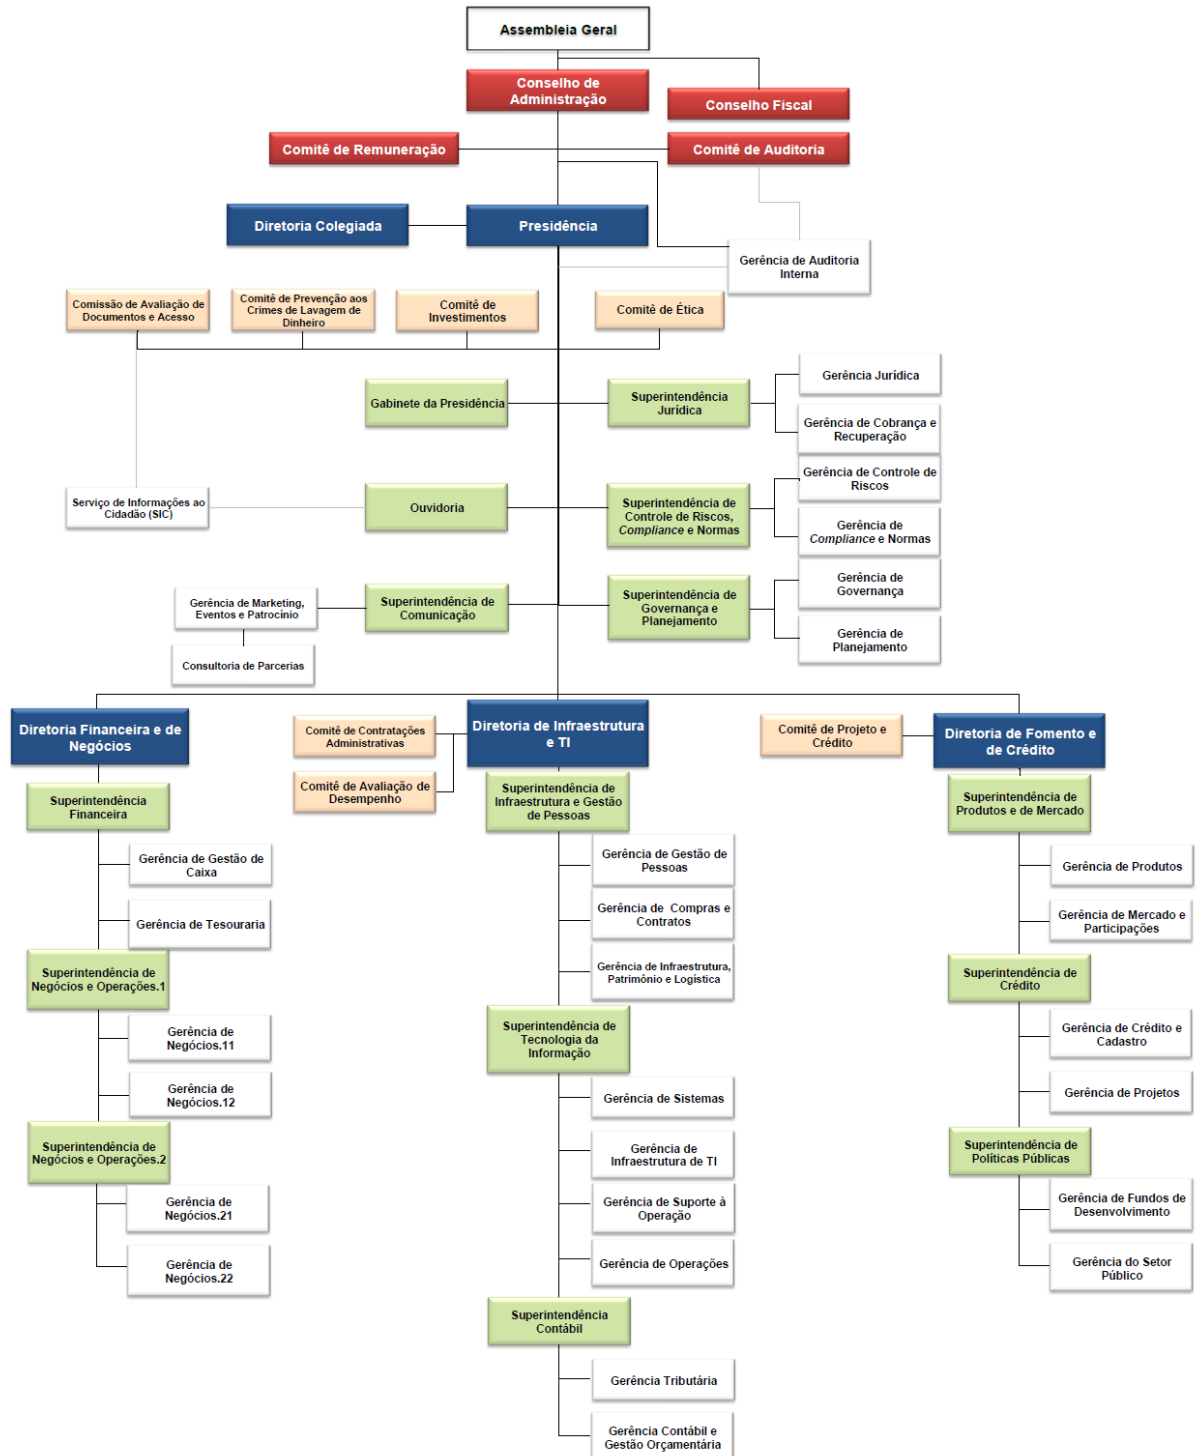 Assembleia Geral
Conselho de
Administração
Conselho Fiscal
Comitê de Remuneração
Comitê de Auditoria
Diretoria Colegiada
Presidência
Gerência de Auditoria
Interna
Comissão de Avaliação de
Documentos e Acesso
Comitê de Prevenção aos
Crimes de Lavagem de
Dinheiro
Comitê de
Investimentos
Comitê de Ética
Gabinete da Presidência
Superintendência
Jurídica
Gerência Jurídica
Gerência de Cobrança e
Recuperação
Serviço de Informações ao
Cidadão (SIC)
Ouvidoria
Superintendência de
Controle de Riscos,
Compliance e Normas
Gerência de Controle de
Riscos
Gerência de
Compliance e Normas
Gerência de Marketing,
Eventos e Patrocínio
Consultoria de Parcerias
Superintendência de
Comunicação
Superintendência de
Governança e
Planejamento
Gerência de
Governança
Gerência de
Planejamento
Diretoria Financeira e de
Negócios
Superintendência
Financeira
Gerência de Gestão de
Caixa
Gerência de Tesouraria
Superintendência de
Negócios e Operações.1
Gerência de
Negócios.11
Gerência de
Negócios.12
Superintendência de
Negócios e Operações.2
Gerência de
Negócios.21
Gerência de
Negócios.22
Comitê de Contratações
Administrativas
Comitê de Avaliação de
Desempenho
Diretoria de Infraestrutura
e TI
Superintendência de
Infraestrutura e Gestão
de Pessoas
Gerência de Gestão de
Pessoas
Gerência de Compras e
Contratos
Gerência de Infraestrutura,
Patrimônio e Logística
Superintendência de
Tecnologia da
Informação
Gerência de Sistemas
Gerência de
Infraestrutura de TI
Gerência de Suporte à
Operação
Gerência de Operações
Superintendência
Contábil
Gerência Tributária
Gerência Contábil e
Gestão Orçamentária
Comitê de Projeto e
Crédito
Diretoria de Fomento e
de Crédito
Superintendência de
Produtos e de Mercado
Gerência de Produtos
Gerência de Mercado e
Participações
Superintendência de
Crédito
Gerência de Crédito e
Cadastro
Gerência de Projetos
Superintendência de
Políticas Públicas
Gerência de Fundos de
Desenvolvimento
Gerência do Setor
Público